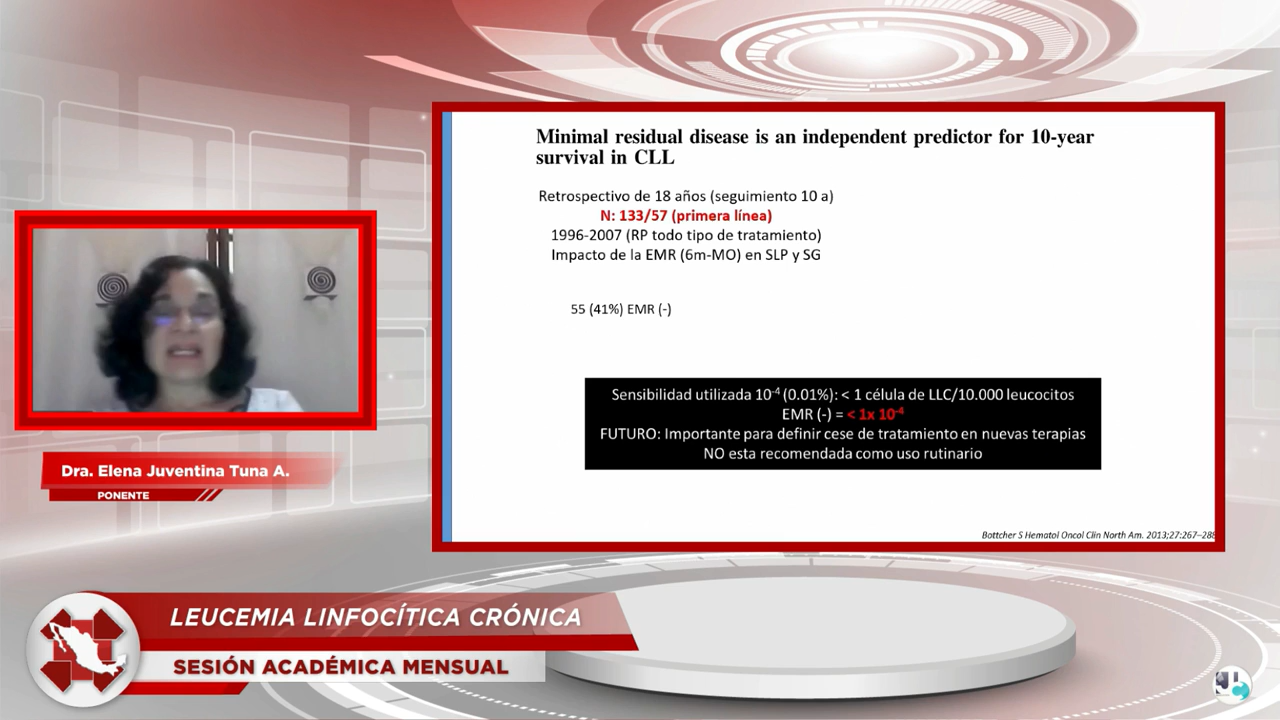 Minimal residual disease is an independent predictor for 10-year
survival in CLL
Retrospectivo de 18 años (seguimiento 10 a)
N: 133/57 (primera línea)
1996-2007 (RP todo tipo de tratamiento)
Impacto de la EMR (6m-MO) en SLP y SG
55 (41%) EMR (-)
Sensibilidad utilizada 10⁻⁴ (0.01%): < 1 célula de LLC/10.000 leucocitos
EMR (-) = < 1x 10⁻⁴
FUTURO: Importante para definir cese de tratamiento en nuevas terapias
NO esta recomendada como uso rutinario
Bottcher S Hematol Oncol Clin North Am. 2013;27:267–288
Dra. Elena Juventina Tuna A.
PONENTE
LEUCEMIA LINFOCÍTICA CRÓNICA
SESIÓN ACADÉMICA MENSUAL